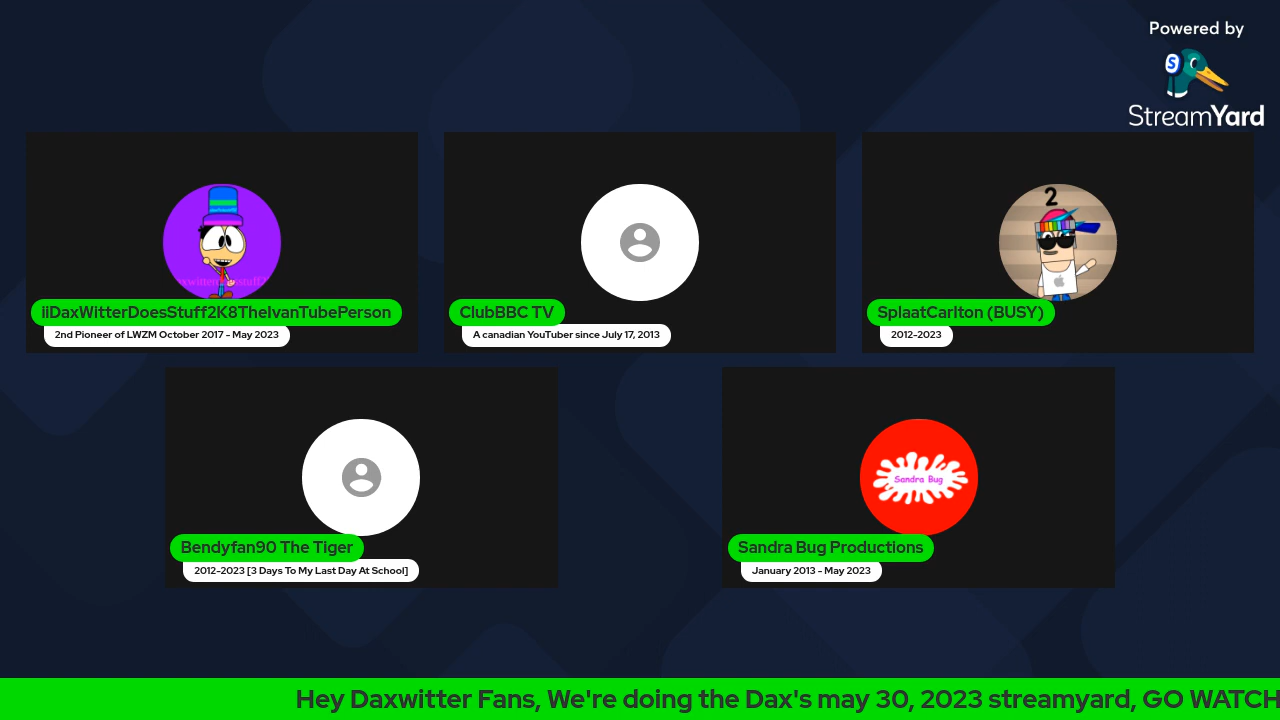 Powered by
S
StreamYard
2
iiDaxWitterDoesStuff2K8TheIvanTubePerson
2nd Pioneer of LWZM October 2017 - May 2023
ClubBBC TV
A canadian YouTuber since July 17, 2013
SplaatCarlton (BUSY)
2012-2023
Sandra Bug
Bendyfan90 The Tiger
2012-2023 [3 Days To My Last Day At School]
Sandra Bug Productions
January 2013 - May 2023
Hey Daxwitter Fans, We're doing the Dax's may 30, 2023 streamyard, GO WATCH